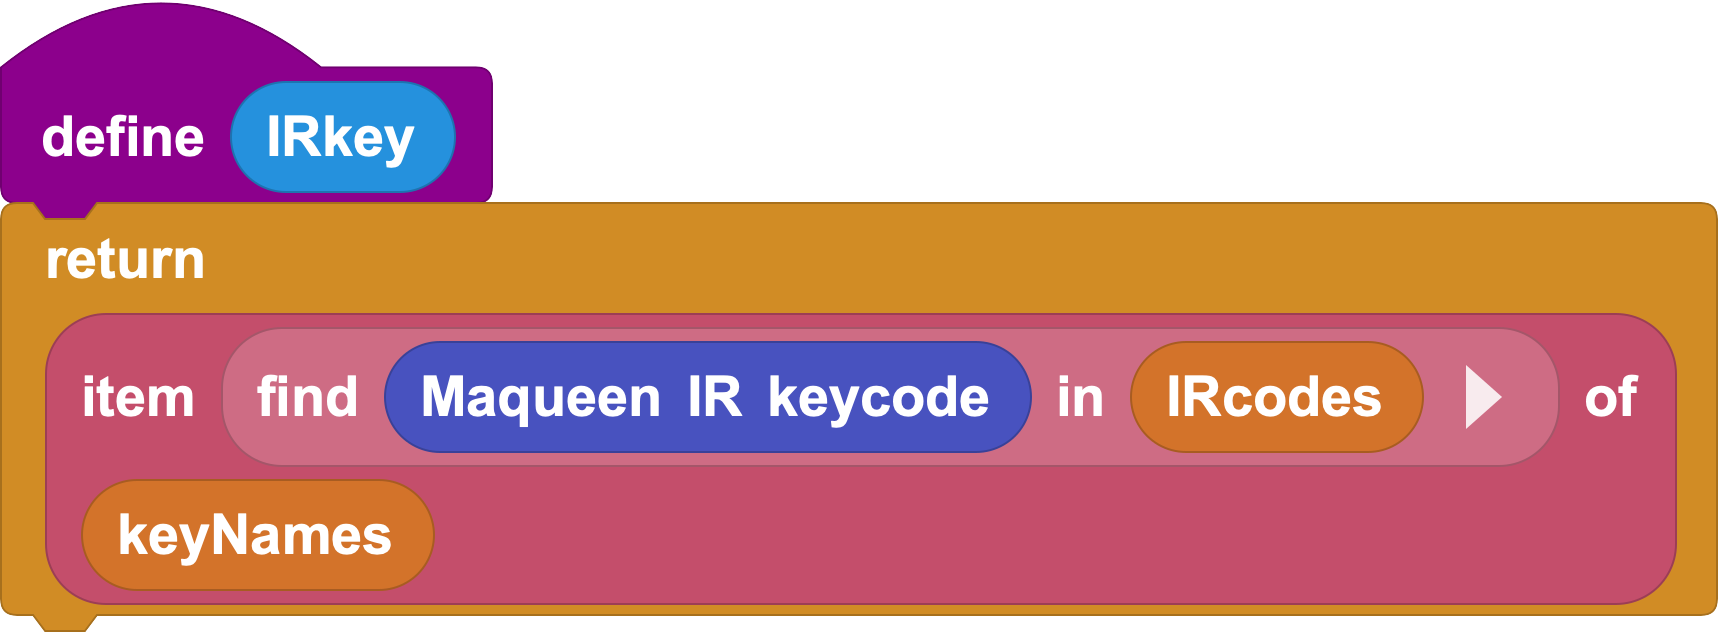 define IRkey
return
item find Maqueen IR keycode in IRcodes of
keyNames